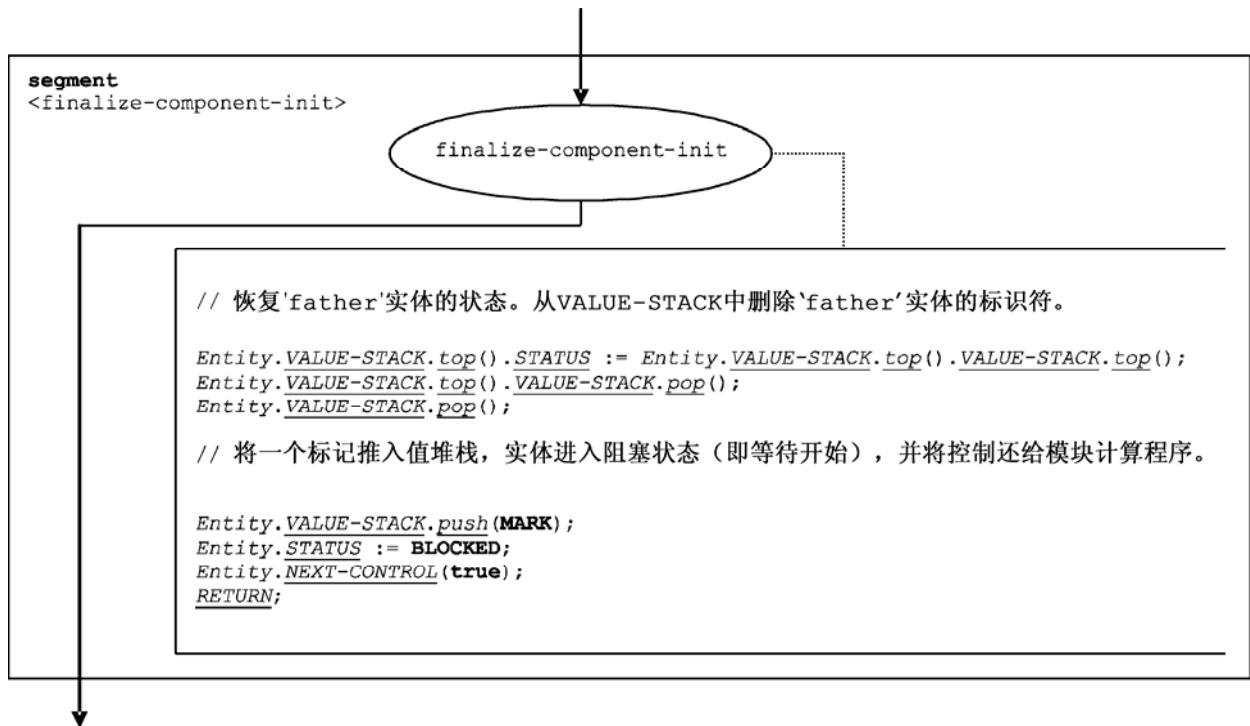 segment
<finalize-component-init>
finalize-component-init
// 恢复'father'实体的状态。从VALUE-STACK中删除`father’实体的标识符。
Entity.VALUE-STACK.top().STATUS := Entity.VALUE-STACK.top().VALUE-STACK.top();
Entity.VALUE-STACK.top().VALUE-STACK.pop();
Entity.VALUE-STACK.pop();
// 将一个标记推入值堆栈，实体进入阻塞状态（即等待开始），并将控制还给模块计算程序。
Entity.VALUE-STACK.push(MARK);
Entity.STATUS := BLOCKED;
Entity.NEXT-CONTROL(true);
RETURN;